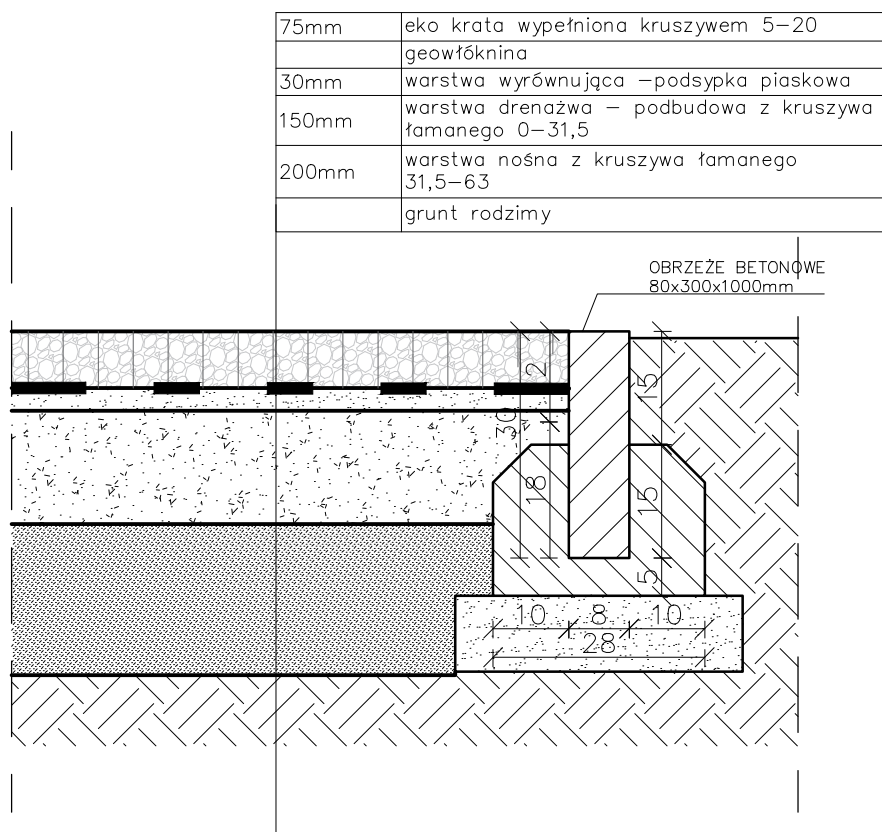 75mm eko krata wypełniona kruszywem 5-20
geowłóknina
30mm warstwa wyrównująca -podsypka piaskowa
150mm warstwa drenażwa - podbudowa z kruszywa
łamanego 0-31,5
200mm warstwa nośna z kruszywa łamanego
31,5-63
grunt rodzimy
OBRZEŻE BETONOWE
80x300x1000mm
2
15
30
18
15
5
10 8 10
28